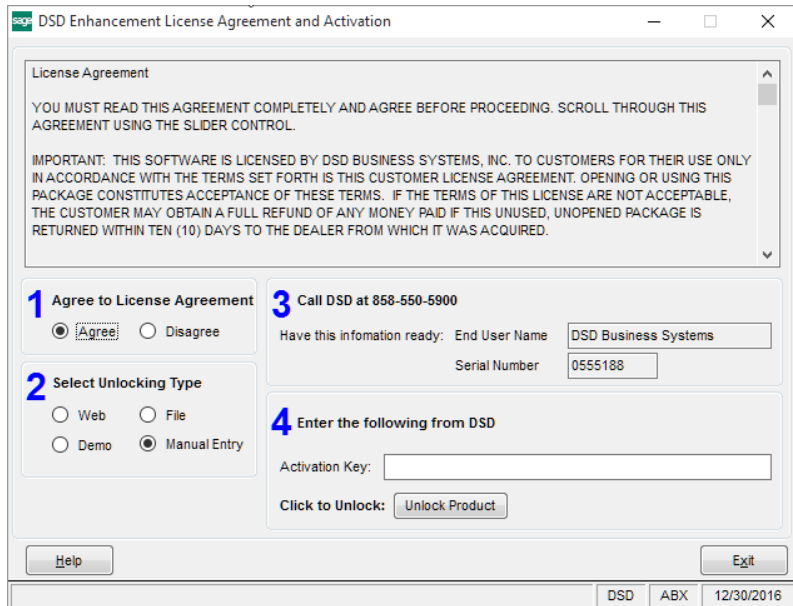 sage DSD Enhancement License Agreement and Activation
License Agreement
YOU MUST READ THIS AGREEMENT COMPLETELY AND AGREE BEFORE PROCEEDING. SCROLL THROUGH THIS
AGREEMENT USING THE SLIDER CONTROL.
IMPORTANT: THIS SOFTWARE IS LICENSED BY DSD BUSINESS SYSTEMS, INC. TO CUSTOMERS FOR THEIR USE ONLY
IN ACCORDANCE WITH THE TERMS SET FORTH IS THIS CUSTOMER LICENSE AGREEMENT. OPENING OR USING THIS
PACKAGE CONSTITUTES ACCEPTANCE OF THESE TERMS. IF THE TERMS OF THIS LICENSE ARE NOT ACCEPTABLE,
THE CUSTOMER MAY OBTAIN A FULL REFUND OF ANY MONEY PAID IF THIS UNUSED, UNOPENED PACKAGE IS
RETURNED WITHIN TEN (10) DAYS TO THE DEALER FROM WHICH IT WAS ACQUIRED.
1 Agree to License Agreement
Agree Disagree
2 Select Unlocking Type
Web File
Demo Manual Entry
3 Call DSD at 858-550-5900
Have this infomation ready: End User Name DSD Business Systems
Serial Number 0555188
4 Enter the following from DSD
Activation Key:
Click to Unlock: Unlock Product
Help Exit
DSD ABX 12/30/2016